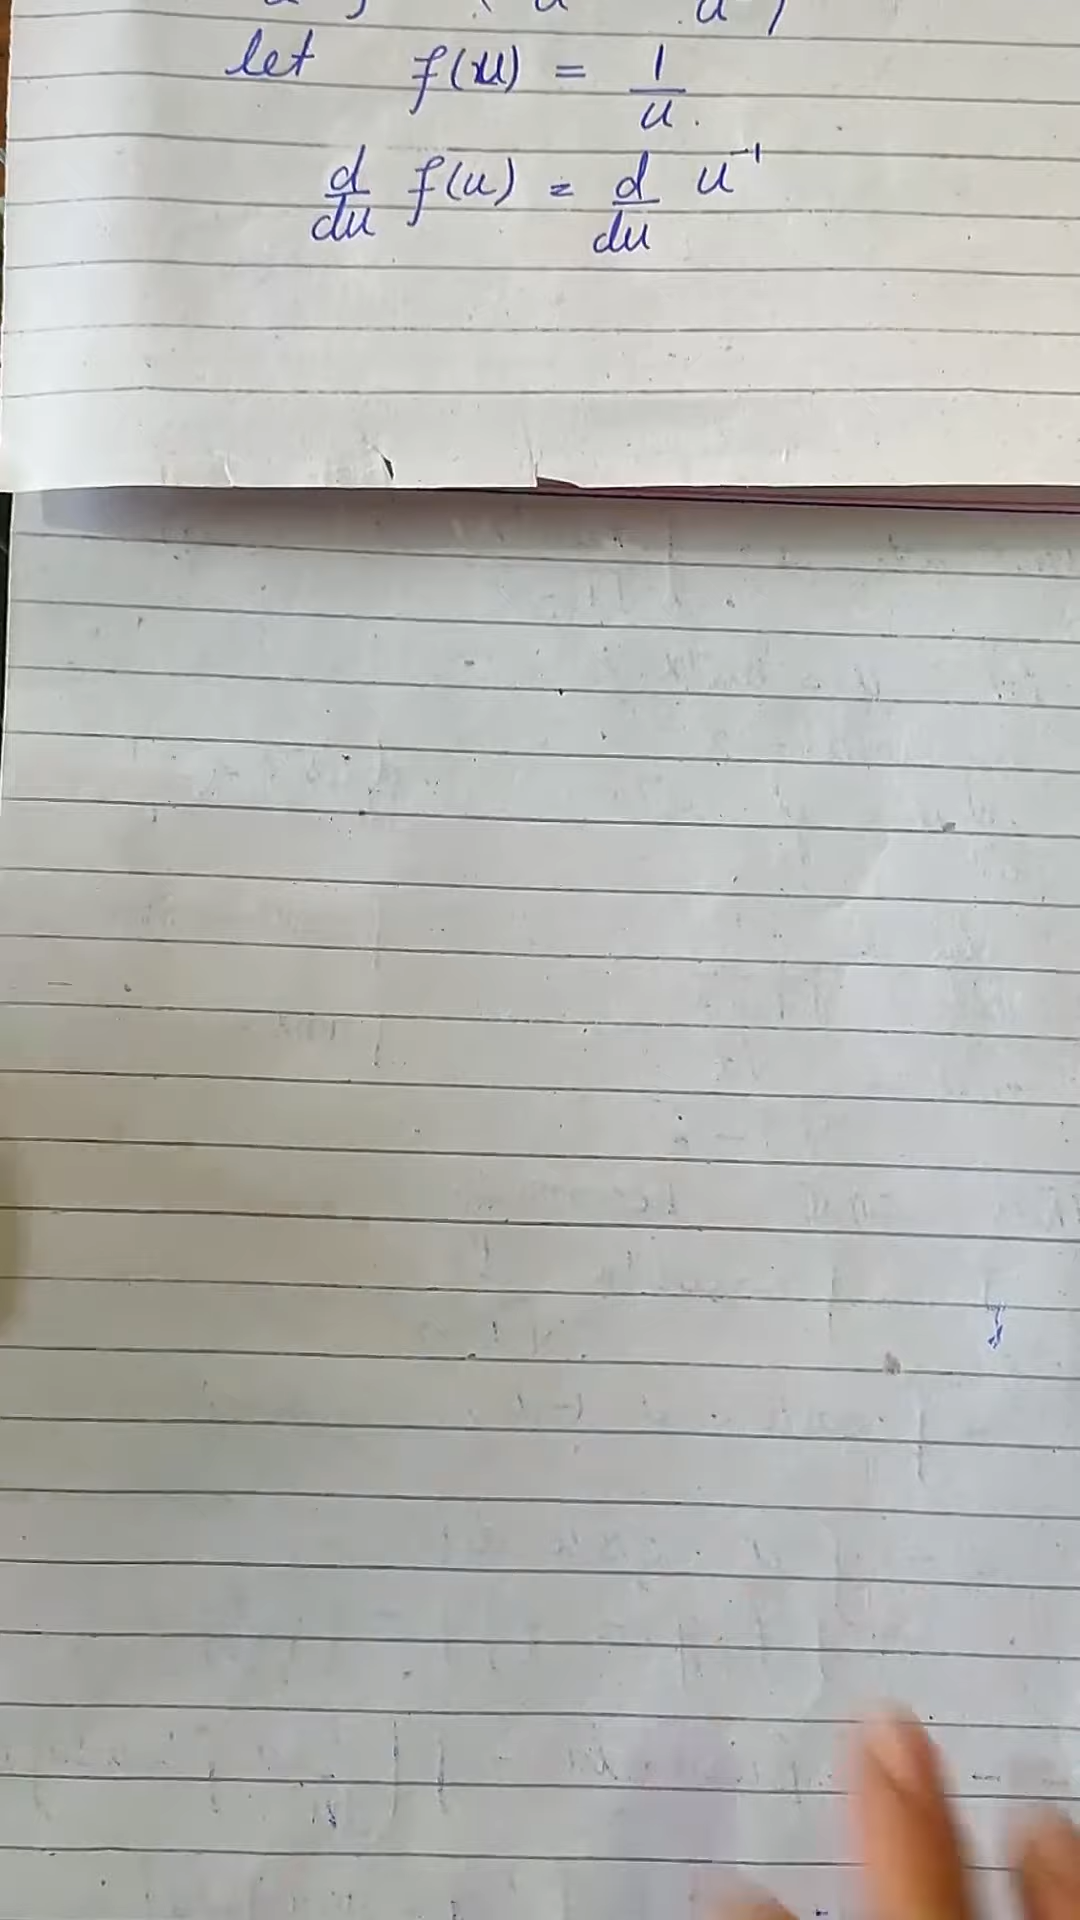 let f(u) = 1/u.
d/du f(u) = d/du u⁻¹